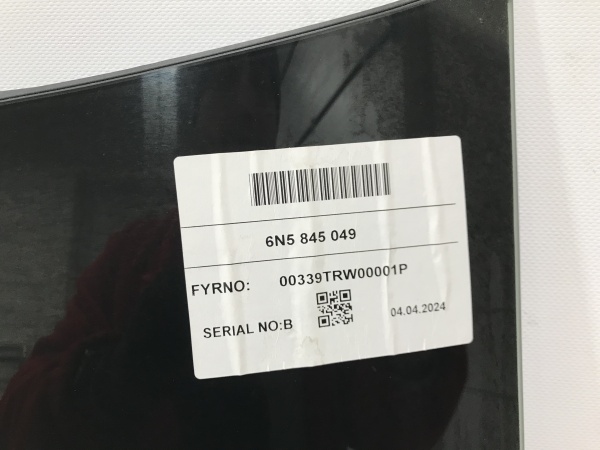 6N5 845 049
FYRNO: 00339TRW00001P
SERIAL NO:B
04.04.2024